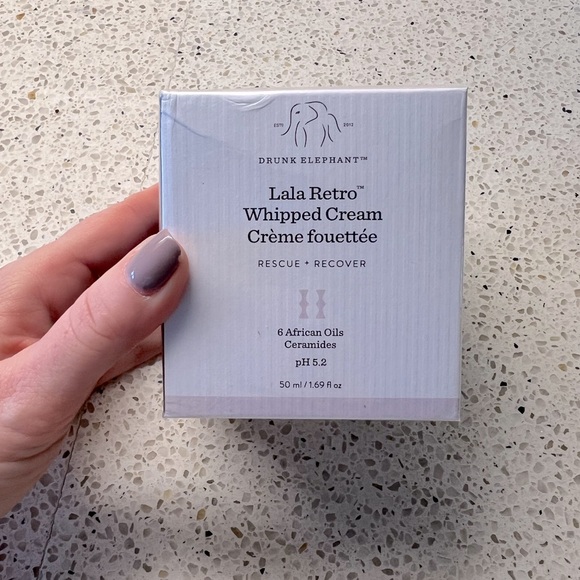 ESTD 2012
DRUNK ELEPHANT™
Lala Retro™
Whipped Cream
Crème fouettée
RESCUE + RECOVER
6 African Oils
Ceramides
pH 5.2
50 ml / 1.69 fl oz